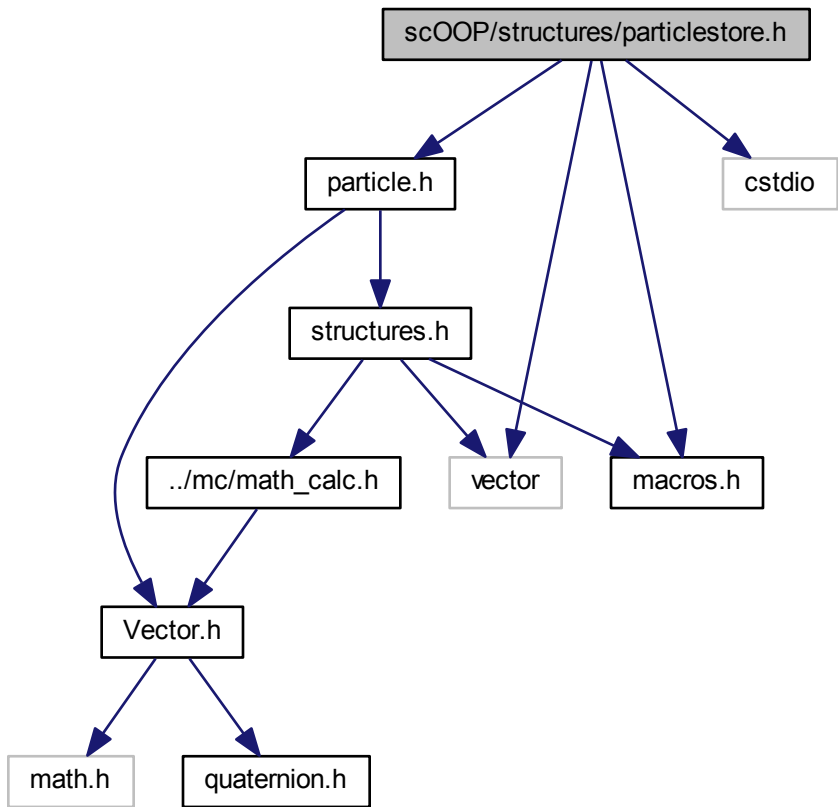 scOOP/structures/particlestore.h
particle.h
cstdio
structures.h
../mc/math_calc.h
vector
macros.h
Vector.h
math.h
quaternion.h